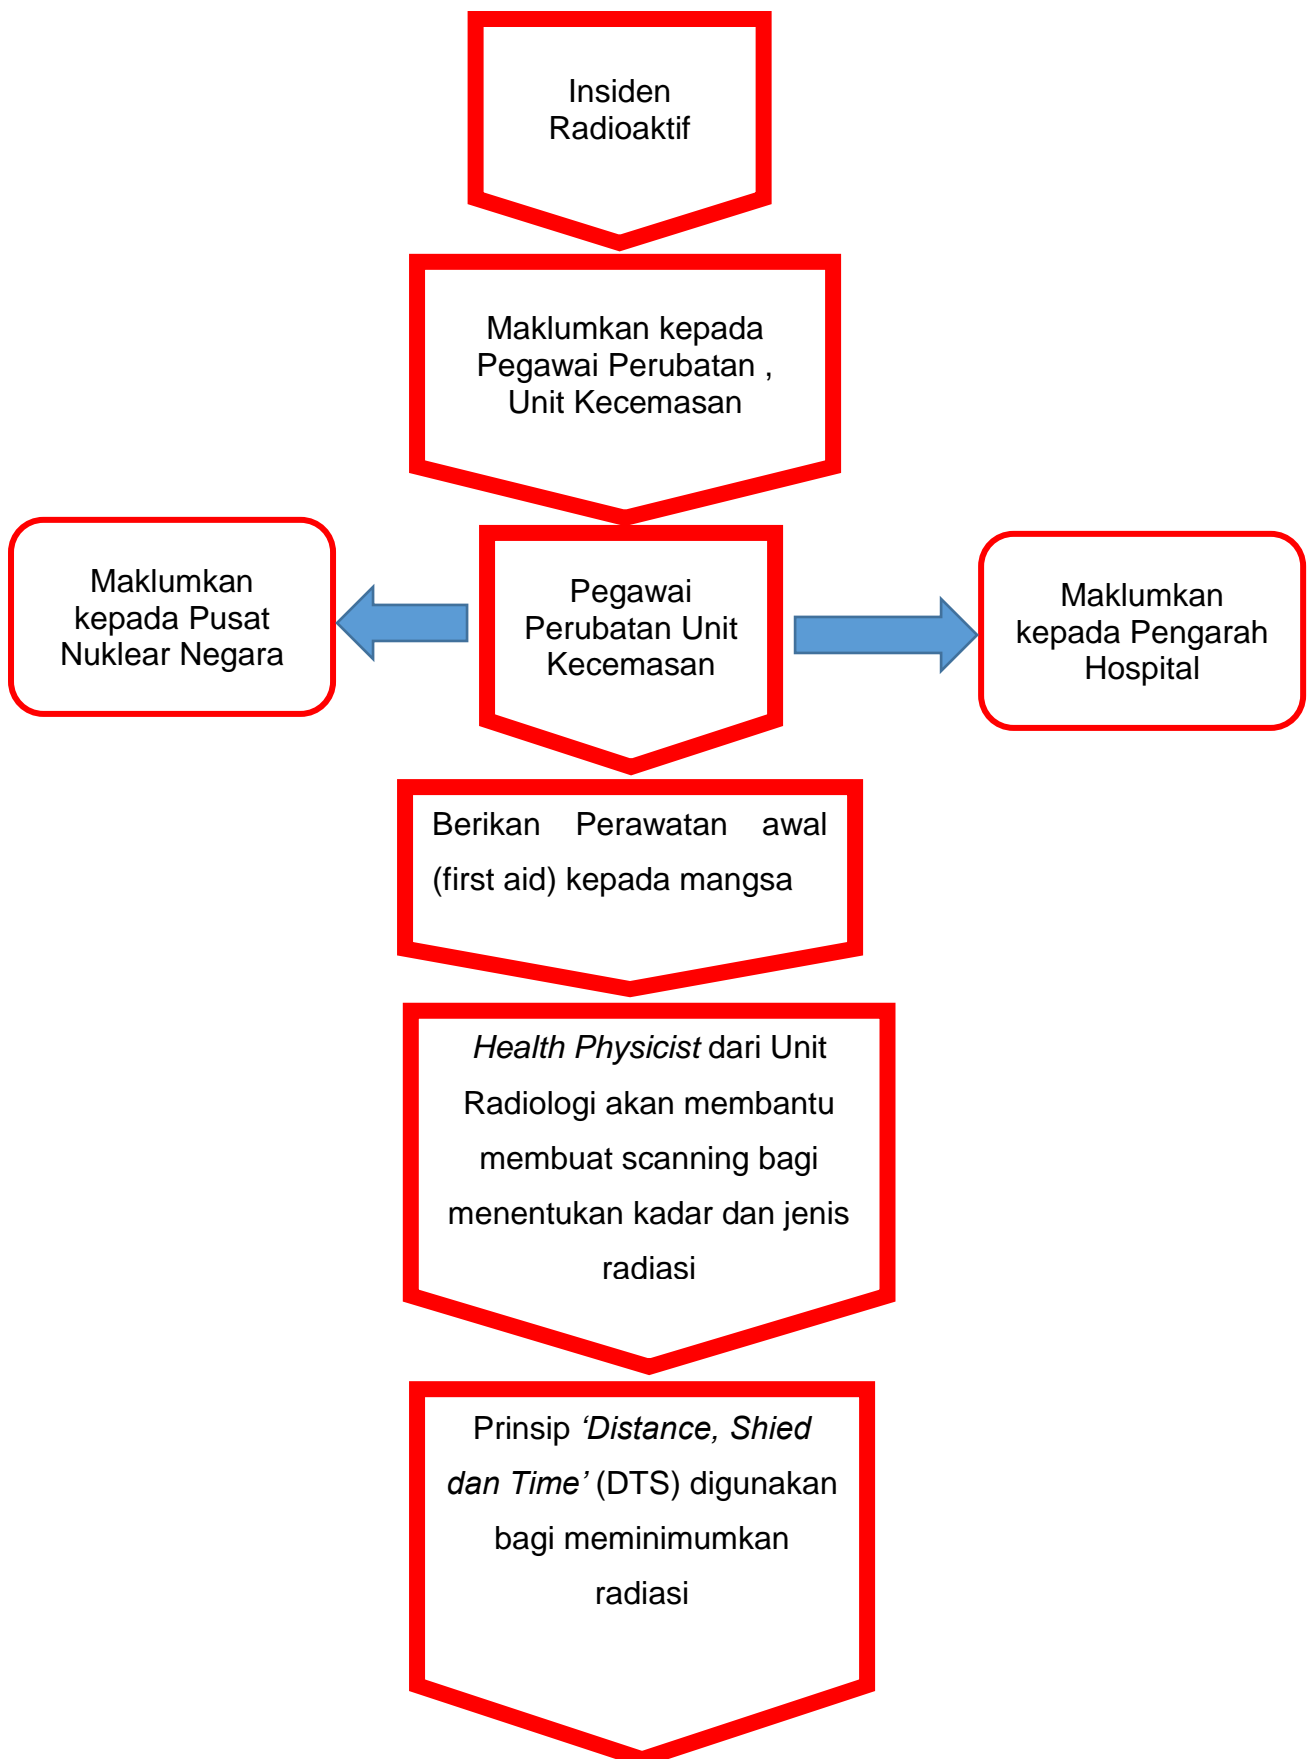 Insiden
Radioaktif
Maklumkan kepada
Pegawai Perubatan ,
Unit Kecemasan
Maklumkan
kepada Pusat
Nuklear Negara
Pegawai
Perubatan Unit
Kecemasan
Maklumkan
kepada Pengarah
Hospital
Berikan Perawatan awal
(first aid) kepada mangsa
Health Physicist dari Unit
Radiologi akan membantu
membuat scanning bagi
menentukan kadar dan jenis
radiasi
Prinsip ‘Distance, Shied
dan Time’ (DTS) digunakan
bagi meminimumkan
radiasi